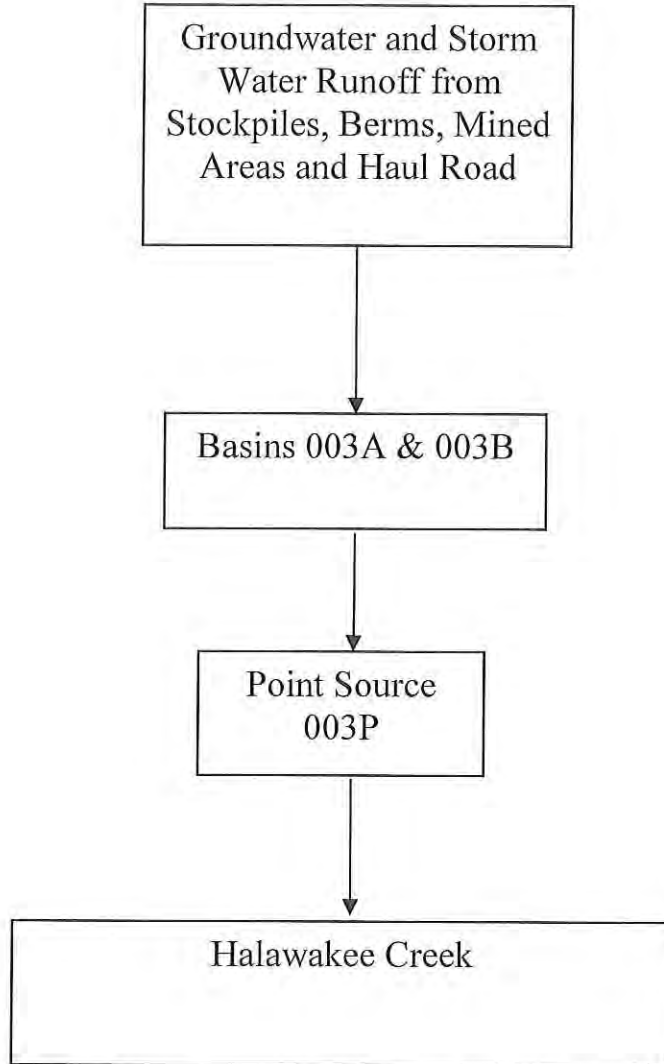 Groundwater and Storm
Water Runoff from
Stockpiles, Berms, Mined
Areas and Haul Road
Basins 003A & 003B
Point Source
003P
Halawakee Creek